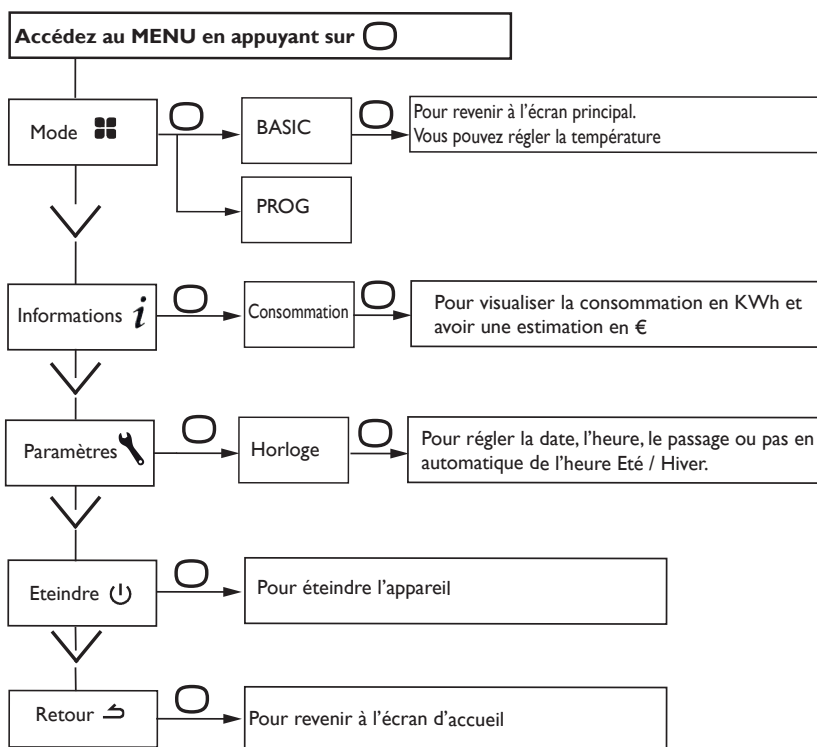 Accédez au MENU en appuyant sur
Mode
BASIC
Pour revenir à l'écran principal.
Vous pouvez régler la température
PROG
Informations i
Consommation
Pour visualiser la consommation en KWh et
avoir une estimation en €
Paramètres
Horloge
Pour régler la date, l'heure, le passage ou pas en
automatique de l'heure Eté / Hiver.
Eteindre
Pour éteindre l'appareil
Retour
Pour revenir à l'écran d'accueil